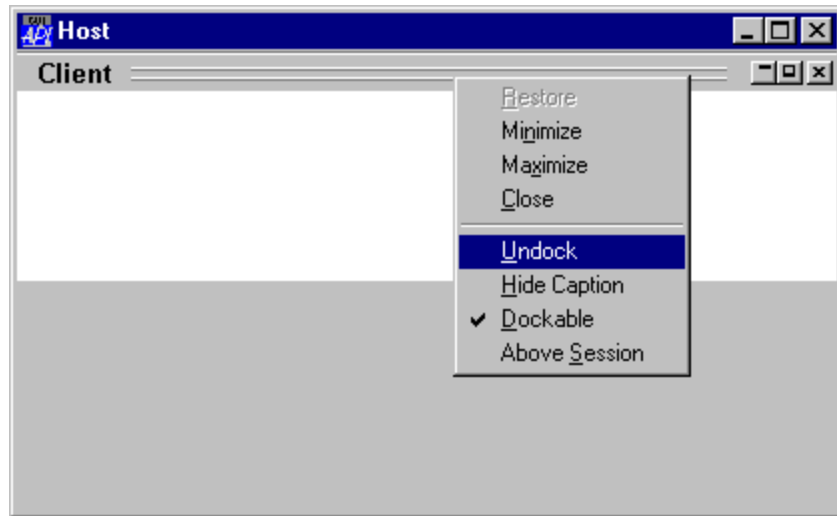 Host
Client
Restore
Minimize
Maximize
Close
Undock
Hide Caption
Dockable
Above Session